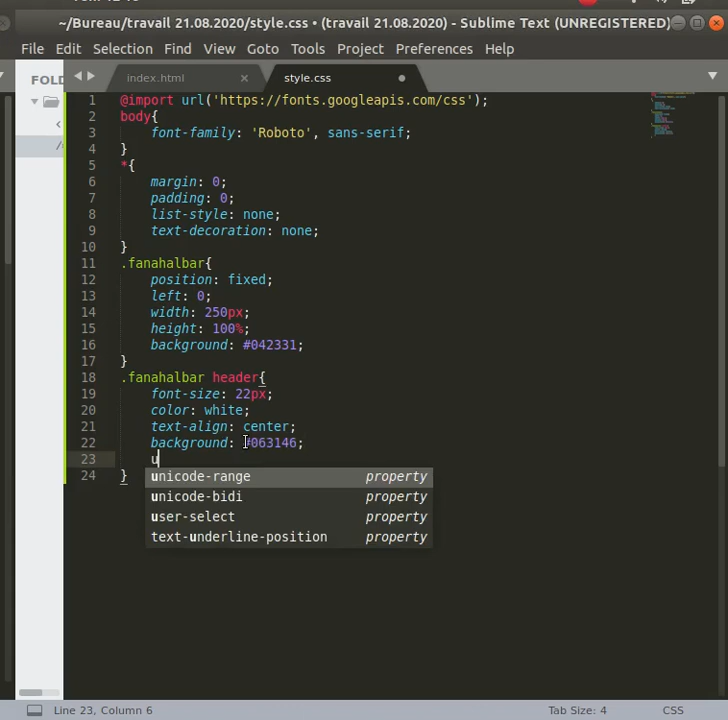 ~/Bureau/travail 21.08.2020/style.css • (travail 21.08.2020) - Sublime Text (UNREGISTERED)
File Edit Selection Find View Goto Tools Project Preferences Help
FOLD
index.html
style.css
1 @import url('https://fonts.googleapis.com/css');
2 body{
3 font-family: 'Roboto', sans-serif;
4 }
5 *{
6 margin: 0;
7 padding: 0;
8 list-style: none;
9 text-decoration: none;
10 }
11 .fanahalbar{
12 position: fixed;
13 left: 0;
14 width: 250px;
15 height: 100%;
16 background: #042331;
17 }
18 .fanahalbar header{
19 font-size: 22px;
20 color: white;
21 text-align: center;
22 background: #063146;
23 u
24 }
unicode-range property
unicode-bidi property
user-select property
text-underline-position property
Line 23, Column 6
Tab Size: 4
CSS